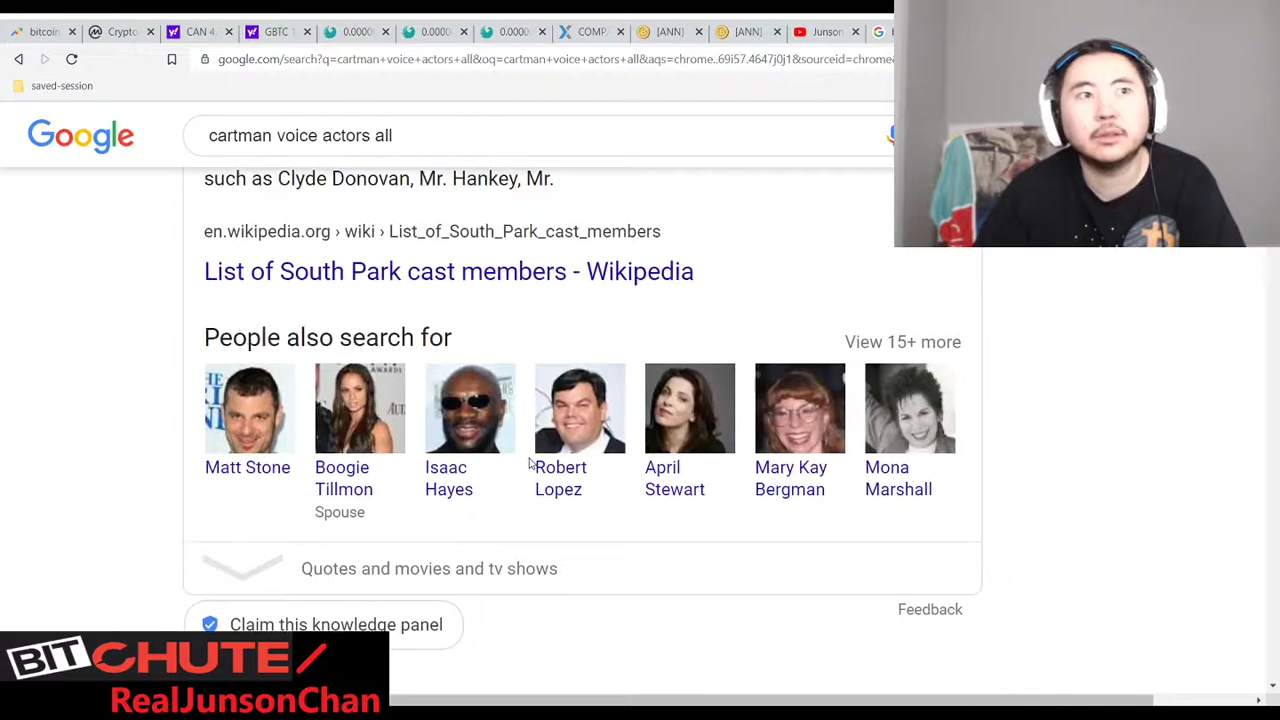 bitcoin
Crypto
CAN 4.
GBTC 1
0.0000
0.0000
0.0000
COMP
[ANN]
[ANN]
Junson
google.com/search?q=cartman+voice+actors+all&oq=cartman+voice+actors+all&aqs=chrome..69i57.4647j0j1&sourceid=chrome
saved-session
Google
cartman voice actors all
such as Clyde Donovan, Mr. Hankey, Mr.
en.wikipedia.org › wiki › List_of_South_Park_cast_members
List of South Park cast members - Wikipedia
People also search for
View 15+ more
Matt Stone
Boogie
Tillmon
Spouse
Isaac
Hayes
Robert
Lopez
April
Stewart
Mary Kay
Bergman
Mona
Marshall
Quotes and movies and tv shows
Feedback
Claim this knowledge panel
BITCHUTE/
RealJunsonChan